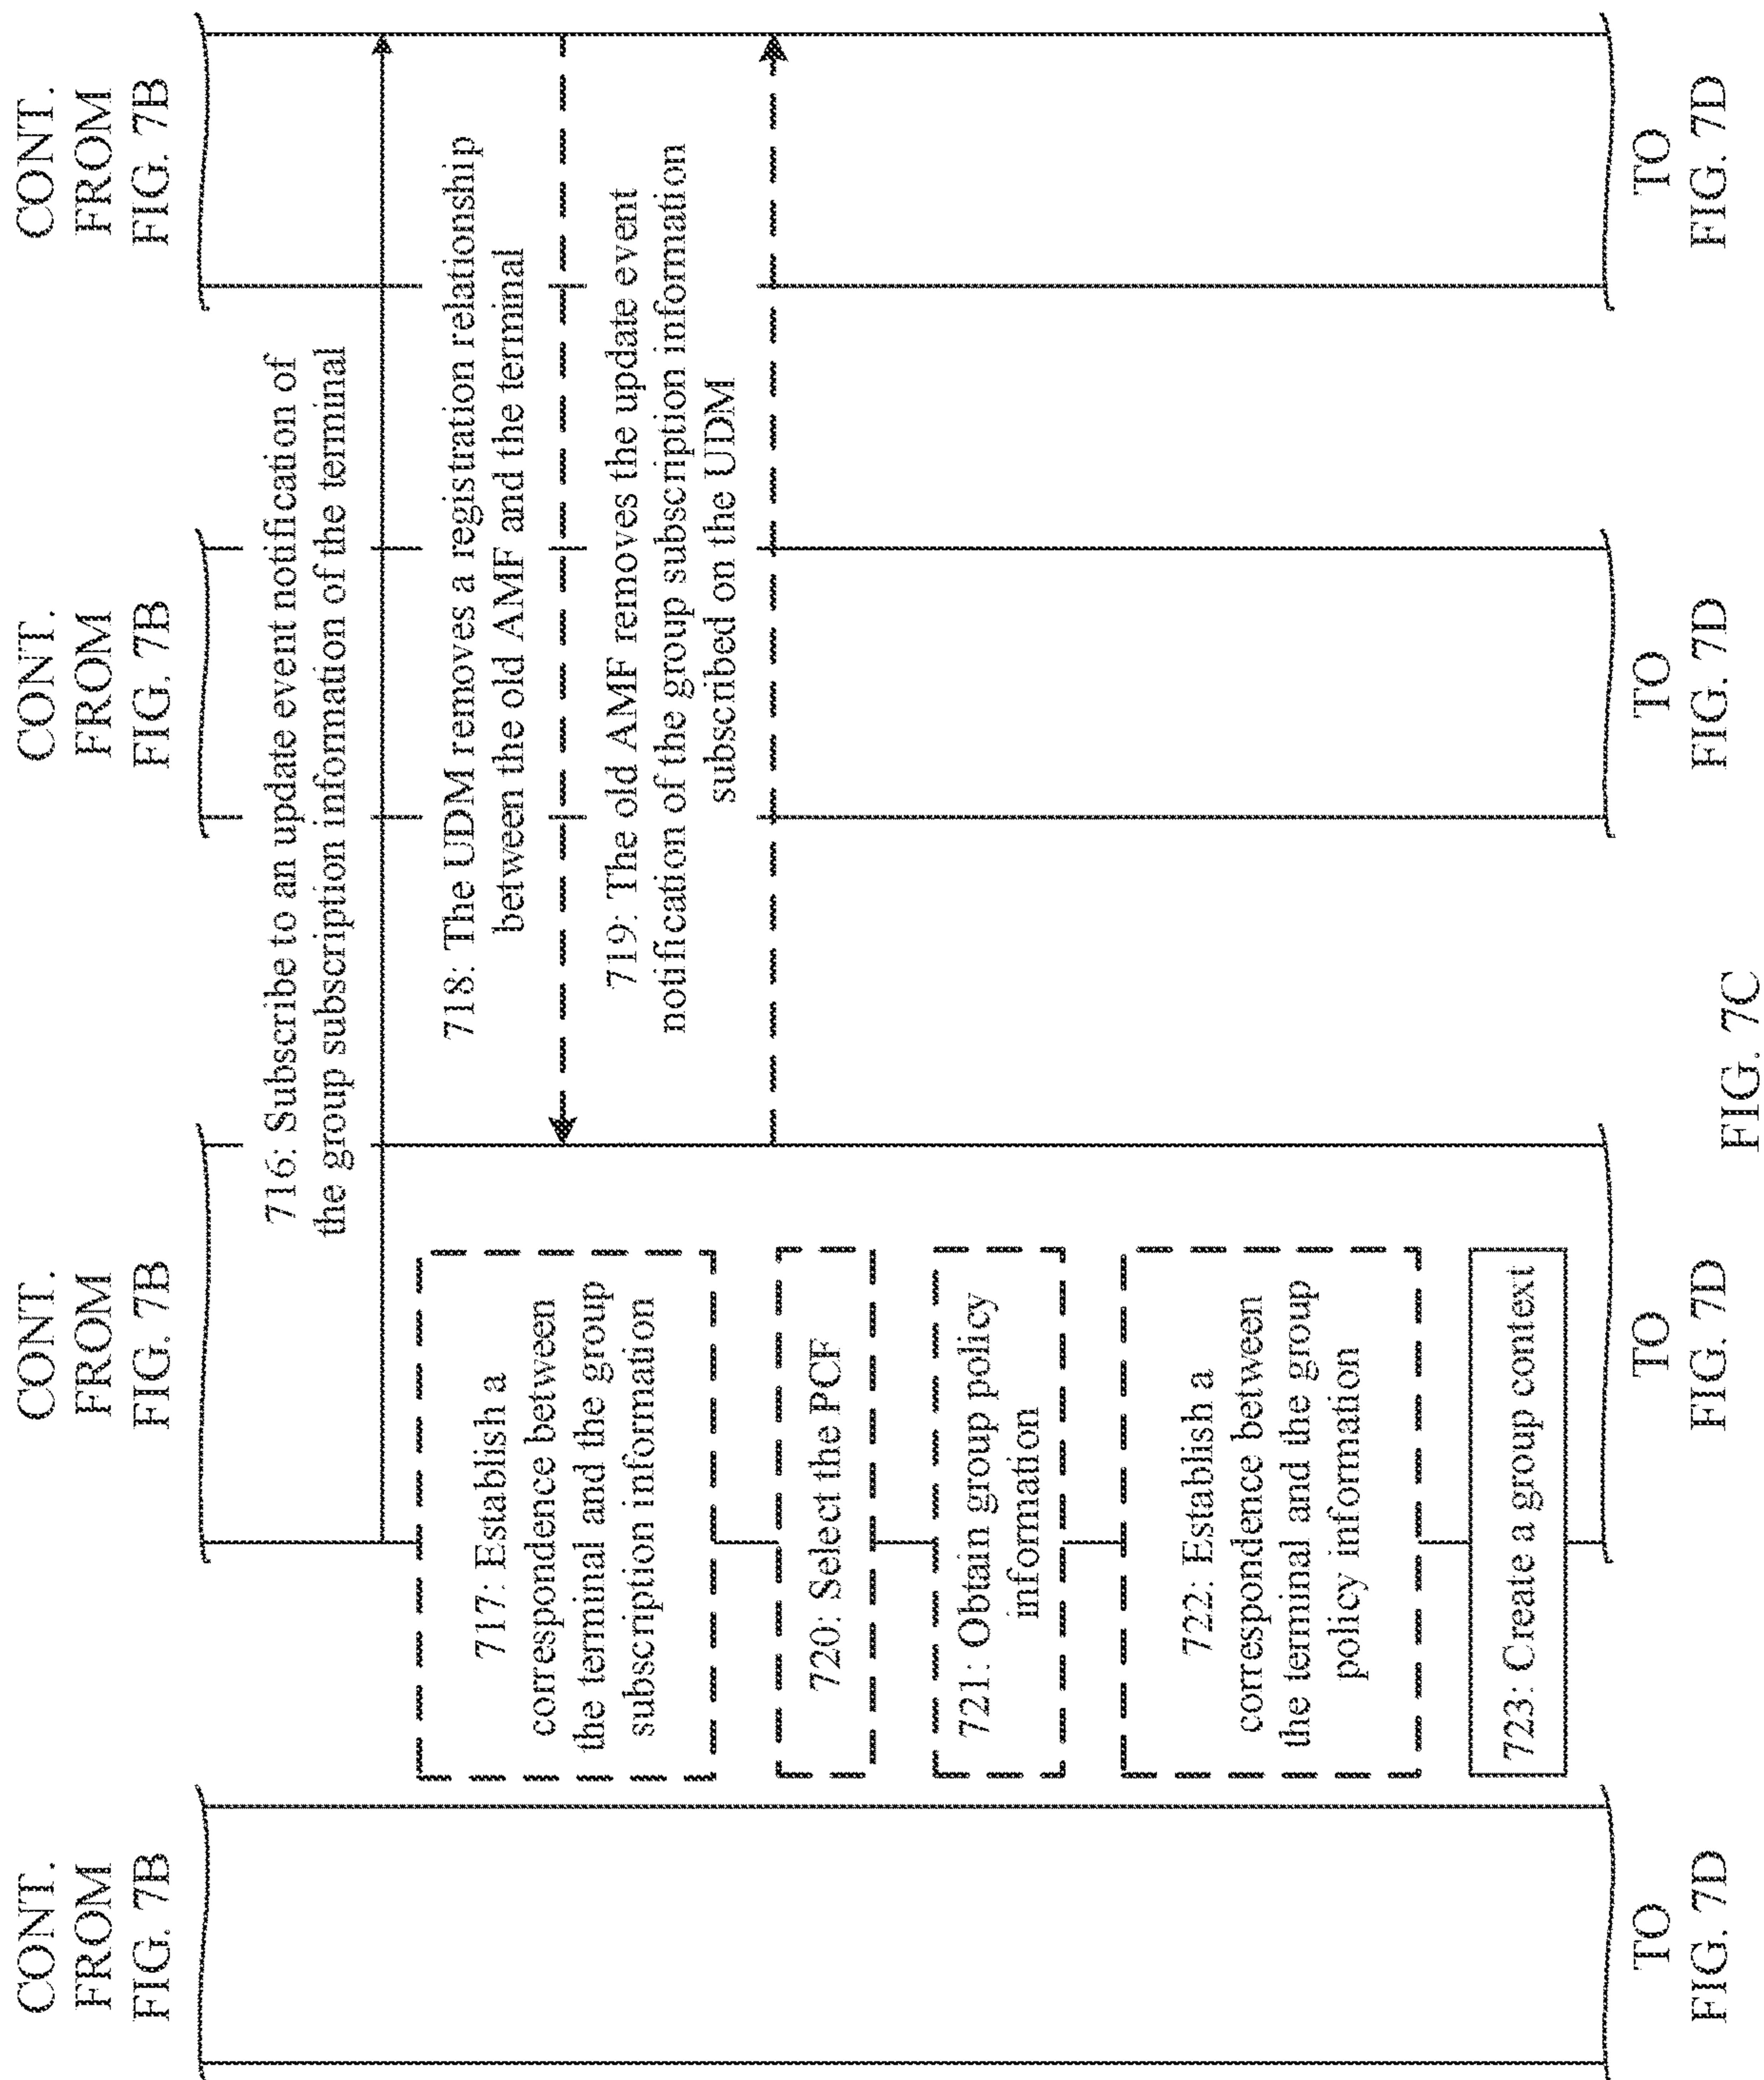 CONT.
FROM
FIG. 7B
CONT.
FROM
FIG. 7B
CONT.
FROM
FIG. 7B
CONT.
FROM
FIG. 7B
716: Subscribe to an update event notification of
the group subscription information of the terminal
717: Establish a
correspondence between
the terminal and the group
subscription information
718: The UDM removes a registration relationship
between the old AMF and the terminal
719: The old AMF removes the update event
notification of the group subscription information
subscribed on the UDM
720: Select the PCF
721: Obtain group policy
information
722: Establish a
correspondence between
the terminal and the group
policy information
723: Create a group context
TO
FIG. 7D
TO
FIG. 7D
TO
FIG. 7D
TO
FIG. 7D
FIG. 7C